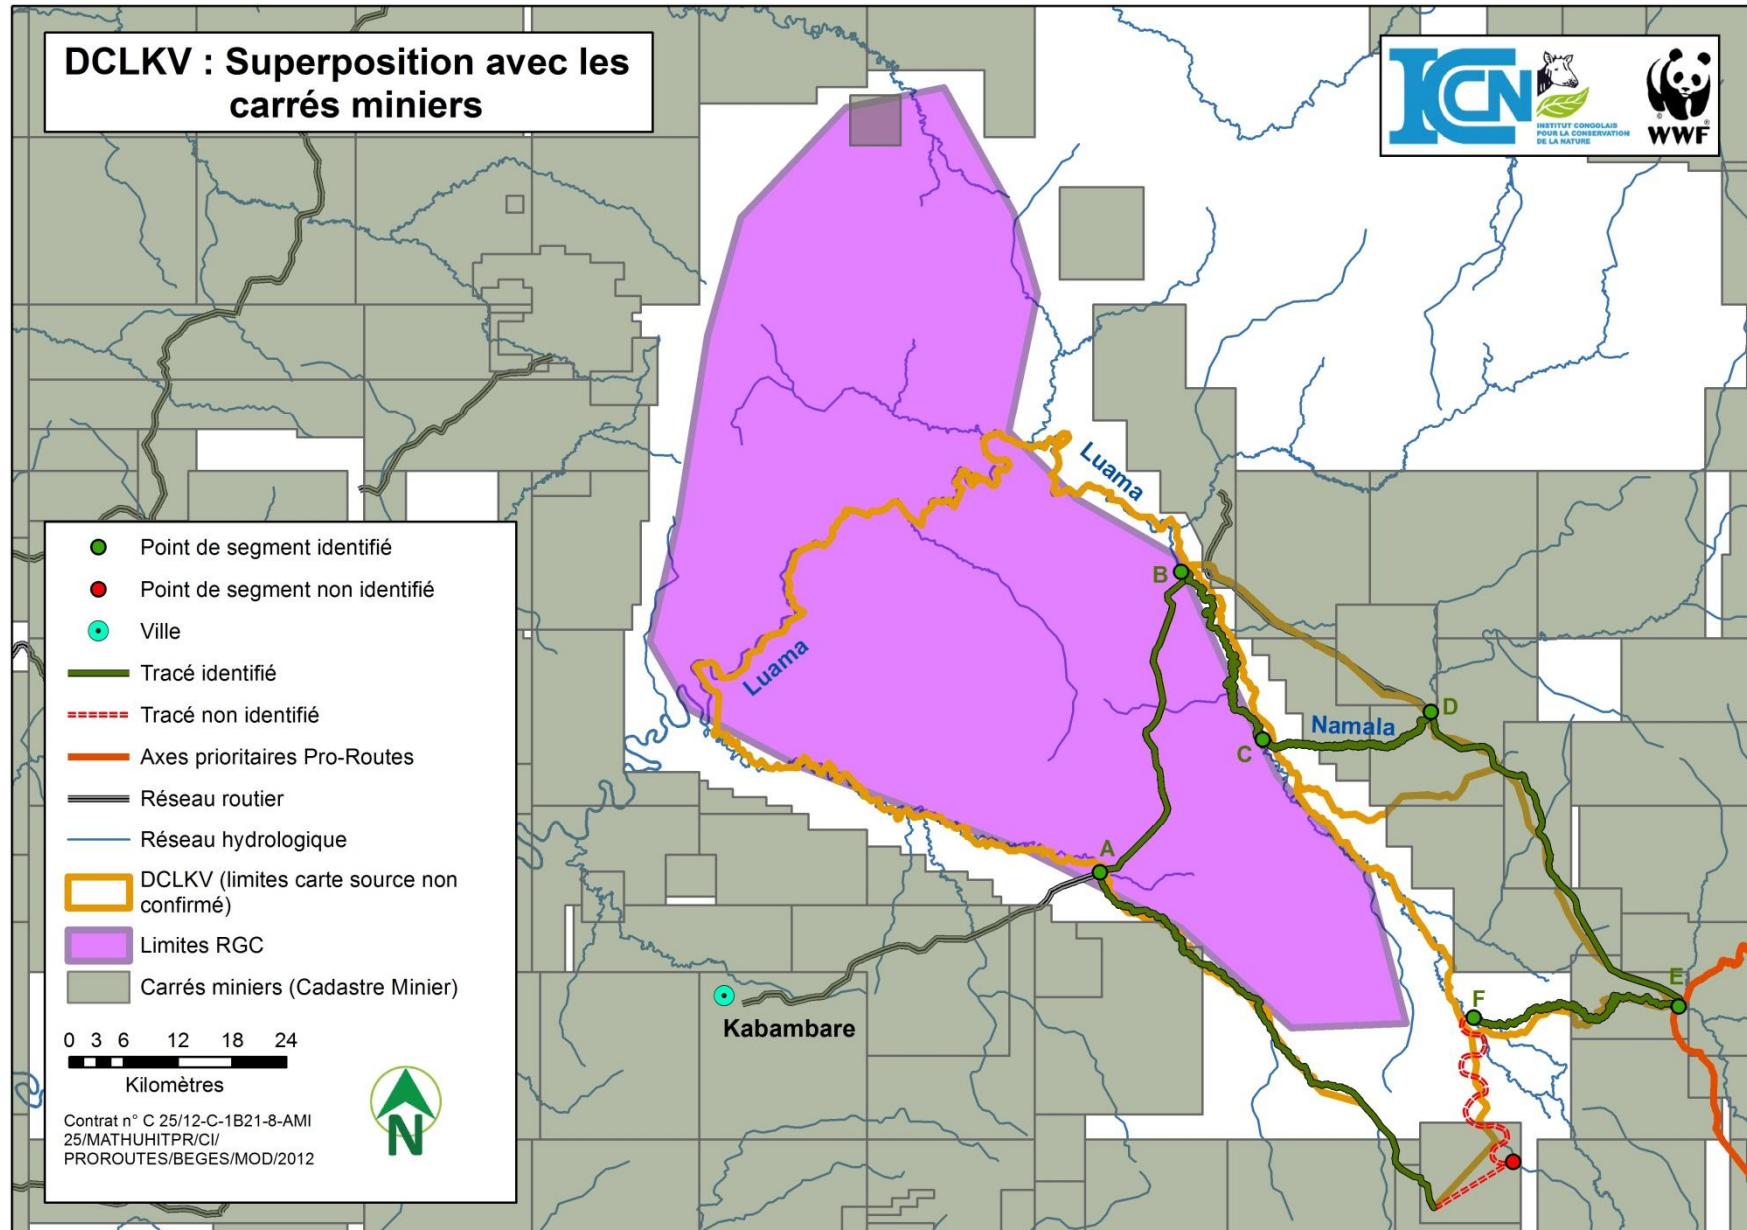 DCLKV : Superposition avec les
carrés miniers
ICCN
INSTITUT CONGOLAIS
POUR LA CONSERVATION
DE LA NATURE
WWF
Luama
B
Luama
D
Namala
C
A
E
F
Kabambare
Point de segment identifié
Point de segment non identifié
Ville
Tracé identifié
Tracé non identifié
Axes prioritaires Pro-Routes
Réseau routier
Réseau hydrologique
DCLKV (limites carte source non
confirmé)
Limites RGC
Carrés miniers (Cadastre Minier)
0 3 6 12 18 24
Kilomètres
N
Contrat n° C 25/12-C-1B21-8-AMI
25/MATHUHITPR/CI/
PROROUTES/BEGES/MOD/2012